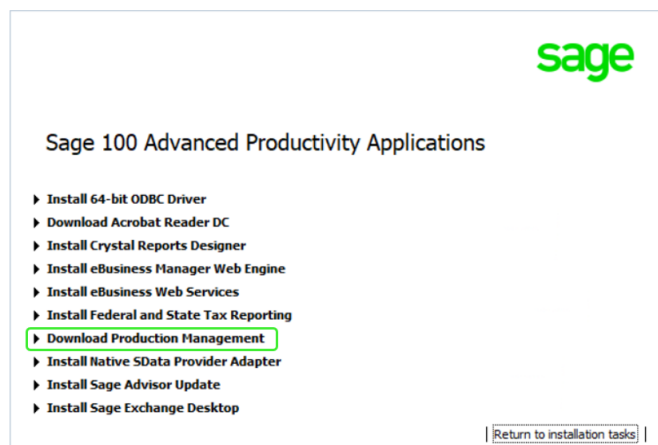 sage
Sage 100 Advanced Productivity Applications
Install 64-bit ODBC Driver
Download Acrobat Reader DC
Install Crystal Reports Designer
Install eBusiness Manager Web Engine
Install eBusiness Web Services
Install Federal and State Tax Reporting
Download Production Management
Install Native SData Provider Adapter
Install Sage Advisor Update
Install Sage Exchange Desktop
| Return to installation tasks |